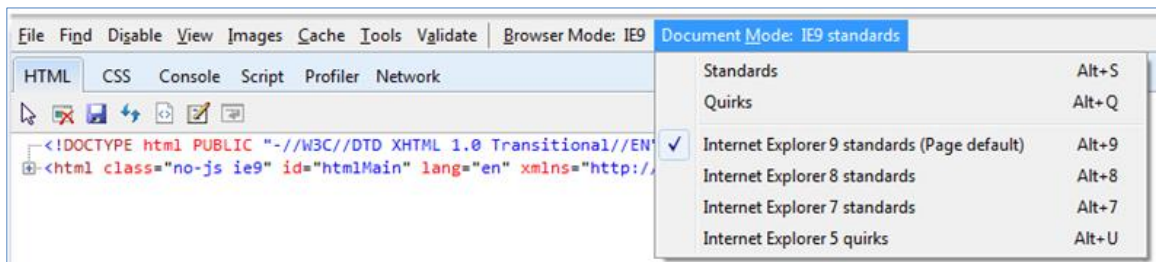 File Find Disable View Images Cache Tools Validate Browser Mode: IE9 Document Mode: IE9 standards
HTML CSS Console Script Profiler Network
Standards Alt+S
Quirks Alt+Q
Internet Explorer 9 standards (Page default) Alt+9
Internet Explorer 8 standards Alt+8
Internet Explorer 7 standards Alt+7
Internet Explorer 5 quirks Alt+U
<!DOCTYPE html PUBLIC "-//W3C//DTD XHTML 1.0 Transitional//EN"
<html class="no-js ie9" id="htmlMain" lang="en" xmlns="http:/